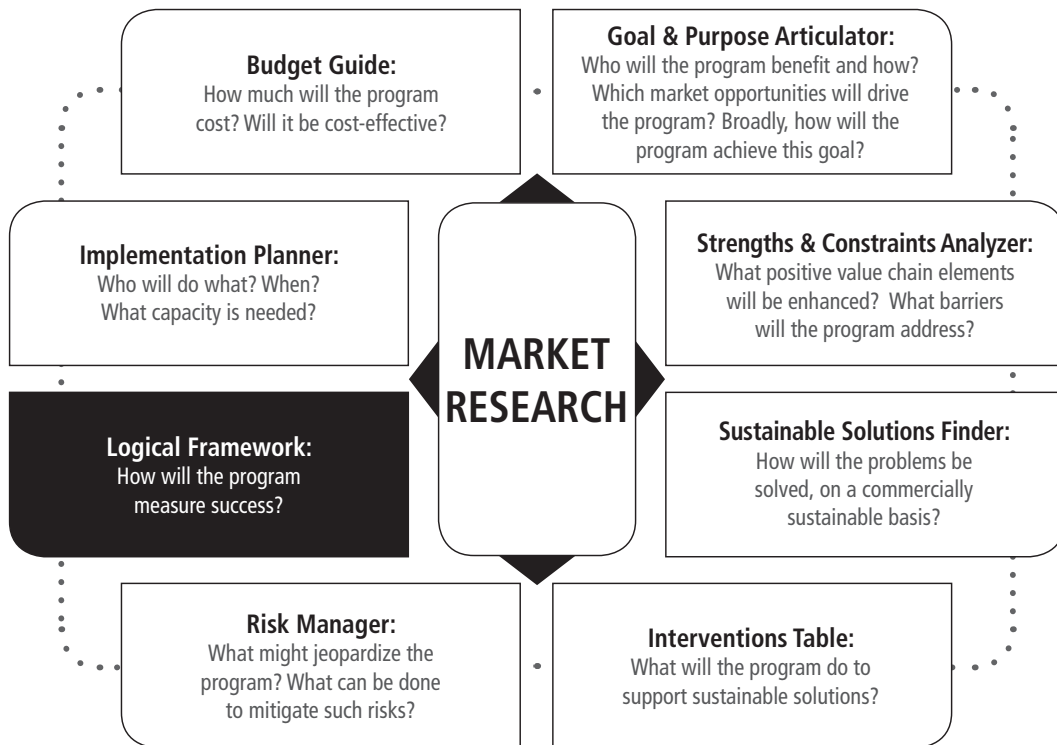 Budget Guide:
How much will the program
cost? Will it be cost-effective?
Goal & Purpose Articulator:
Who will the program benefit and how?
Which market opportunities will drive
the program? Broadly, how will the
program achieve this goal?
Implementation Planner:
Who will do what? When?
What capacity is needed?
MARKET
RESEARCH
Strengths & Constraints Analyzer:
What positive value chain elements
will be enhanced? What barriers
will the program address?
Logical Framework:
How will the program
measure success?
Sustainable Solutions Finder:
How will the problems be
solved, on a commercially
sustainable basis?
Risk Manager:
What might jeopardize the
program? What can be done
to mitigate such risks?
Interventions Table:
What will the program do to
support sustainable solutions?